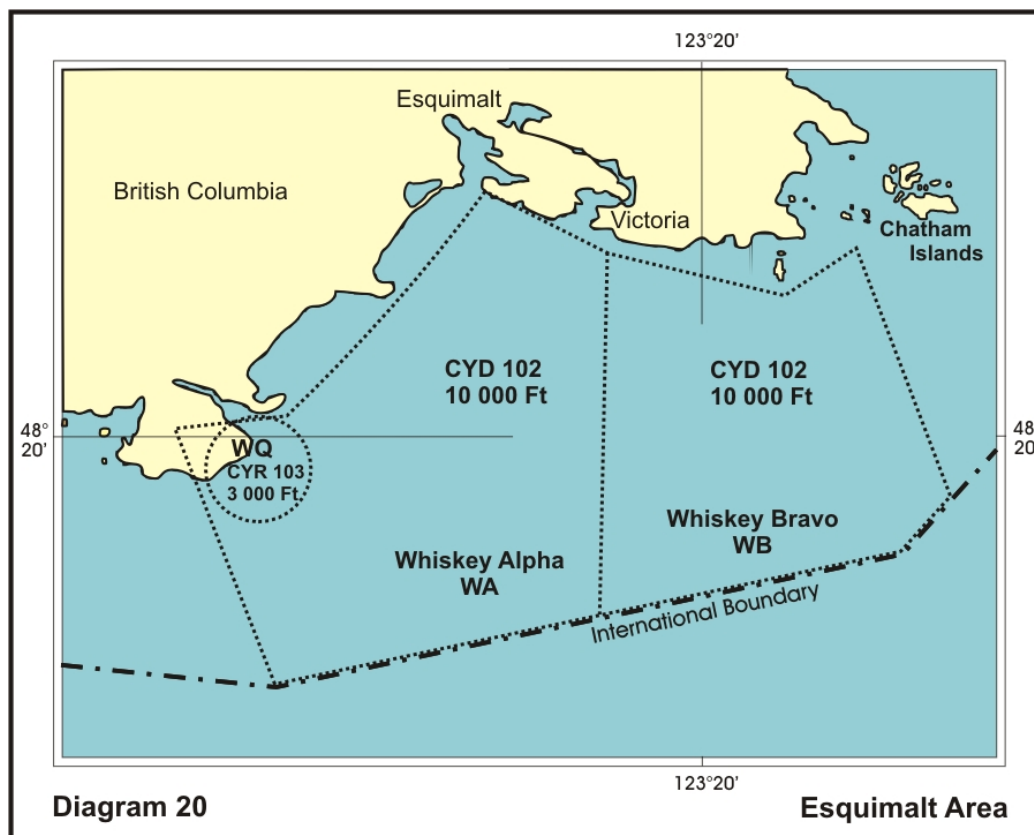 123°20'
Esquimalt
British Columbia
Victoria
Chatham
Islands
CYD 102
10 000 Ft
CYD 102
10 000 Ft
48°
20'
48°
20'
WQ
CYR 103
3 000 Ft.
Whiskey Bravo
WB
Whiskey Alpha
WA
International Boundary
123°20'
Diagram 20
Esquimalt Area